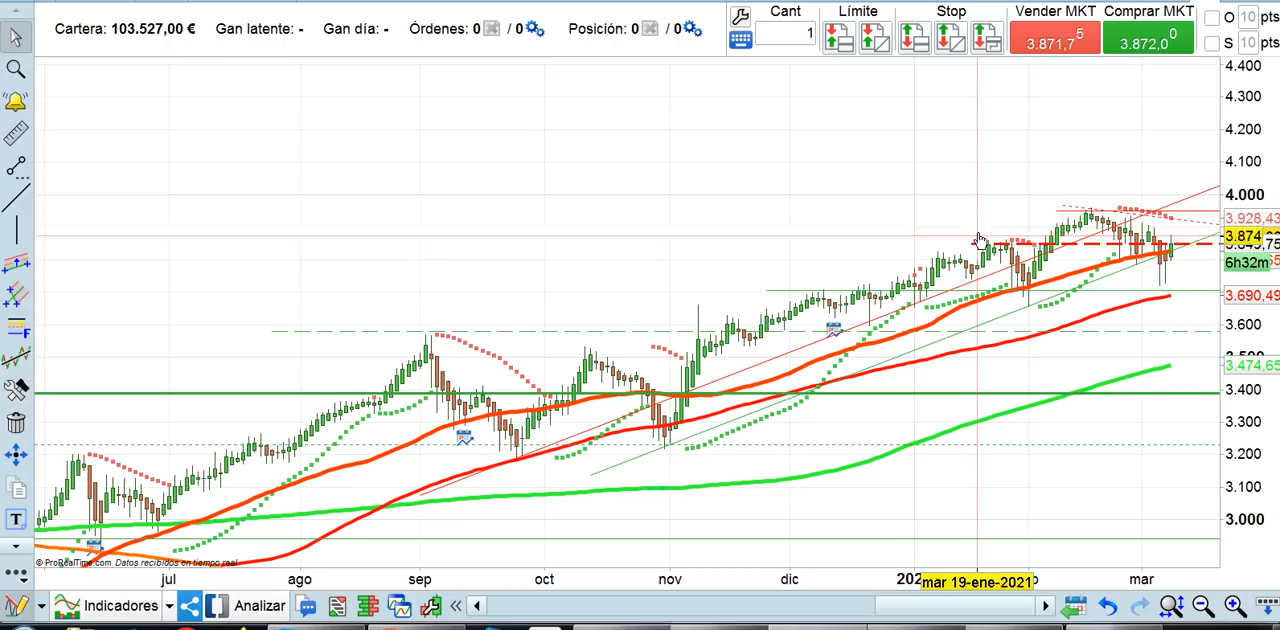 Cartera: 103.527,00 € Gan latente: - Gan día: - Órdenes: 0 / 0 Posición: 0 / 0 Cant Límite Stop Vender MKT Comprar MKT O 10 pts
1 3.871,7 5 3.872,0 0 S 10 pts
4.400
4.300
4.200
4.100
4.000
3.928,43
3.874
6h32m
3.690,49
3.600
3.474,65
3.400
3.300
3.200
3.100
3.000
© ProRealTime.com Datos recibidos en tiempo real
jul ago sep oct nov dic mar 19-ene-2021 mar
Indicadores Analizar